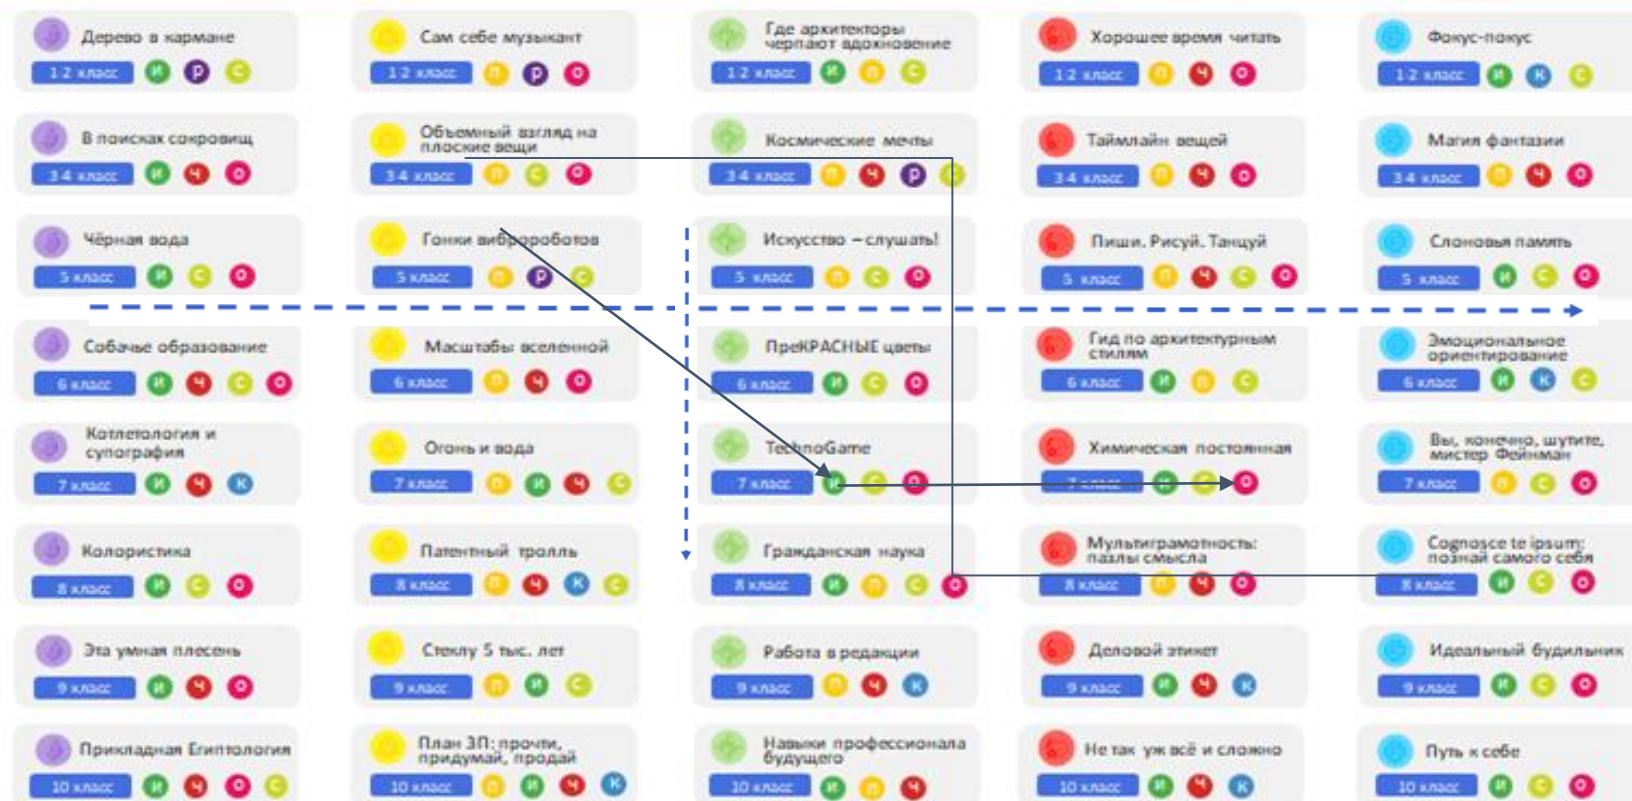 Дерево в кармане
1-2 класс И Р С
Сам себе музыкант
1-2 класс П Р О
Где архитекторы
черпают вдохновение
1-2 класс И П С
Хорошее время читать
1-2 класс П Ч О
Фокус-покус
1-2 класс И К С
В поисках сокровищ
3-4 класс И Ч О
Объемный взгляд на
плоские вещи
3-4 класс П С О
Космические мечты
3-4 класс П Ч Р С
Таймлайн вещей
3-4 класс П Ч О
Магия фантазии
3-4 класс П Ч О
Чёрная вода
5 класс И С О
Гонки вибророботов
5 класс П Р С
Искусство – слушать!
5 класс П С О
Пиши. Рисуй. Танцуй
5 класс П Ч С О
Слоновья память
5 класс И С О
Собачье образование
6 класс И Ч С О
Масштабы вселенной
6 класс П Ч О
ПреКРАСНЫЕ цветы
6 класс И С О
Гид по архитектурным
стилям
6 класс И П С
Эмоциональное
ориентирование
6 класс И К С
Котлетология и
супография
7 класс И Ч К
Огонь и вода
7 класс П И Ч С
TechnoGame
7 класс И С О
Химическая постоянная
7 класс И С О
Вы, конечно, шутите,
мистер Фейнман
7 класс П С О
Колористика
8 класс И С О
Патентный тролль
8 класс П Ч К С
Гражданская наука
8 класс И П С О
Мультиграмотность:
пазлы смысла
8 класс П Ч О
Cognosce te ipsum:
познай самого себя
8 класс И С О
Эта умная плесень
9 класс И Ч О
Стеклу 5 тыс. лет
9 класс П И С
Работа в редакции
9 класс П Ч К
Деловой этикет
9 класс И Ч К
Идеальный будильник
9 класс И С О
Прикладная Египтология
10 класс И Ч О С
План 3П: прочти,
придумай, продай
10 класс П И Ч К
Навыки профессионала
будущего
10 класс И П Ч
Не так уж всё и сложно
10 класс И Ч К
Путь к себе
10 класс И С О